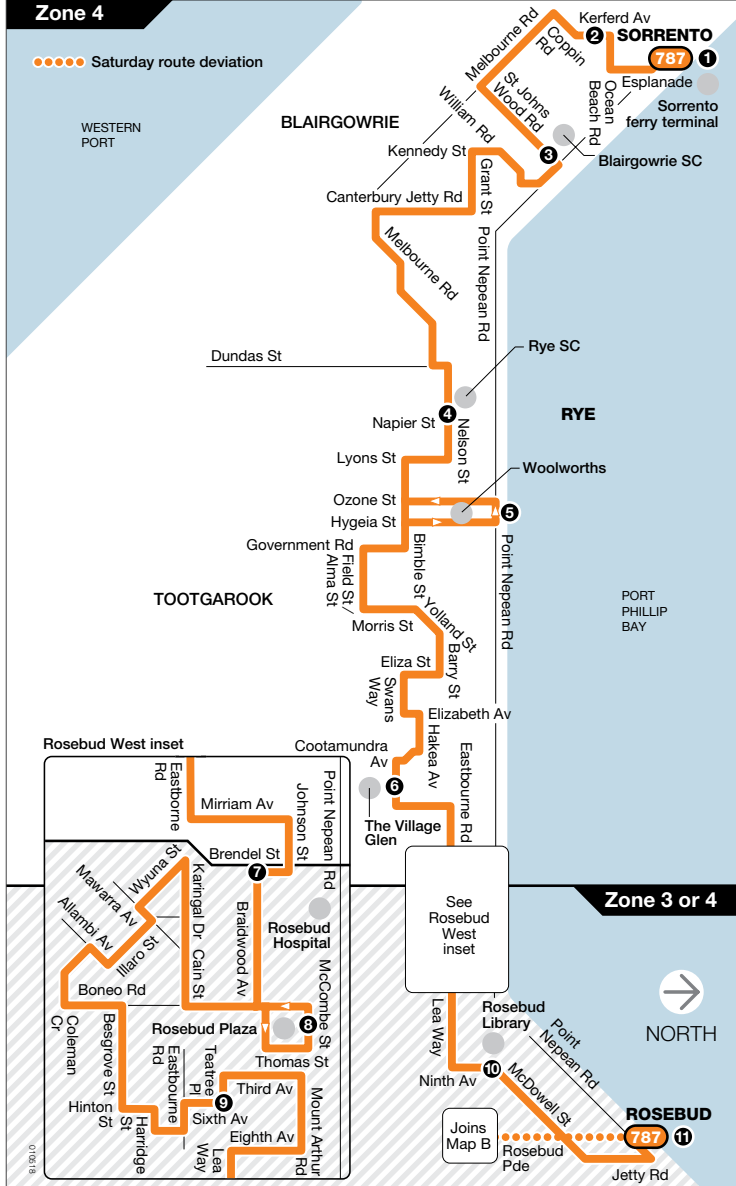 Zone 4
Saturday route deviation
WESTERN
PORT
Kerferd Av
2
SORRENTO
787
1
Melbourne Rd
Coppin
Rd
Esplanade
Ocean
Beach Rd
Sorrento
ferry terminal
St Johns
Wood Rd
BLAIRGOWRIE
William Rd
Kennedy St
3
Blairgowrie SC
Grant St
Canterbury Jetty Rd
Melbourne Rd
Point Nepean Rd
Dundas St
Rye SC
4
Napier St
Nelson St
RYE
Lyons St
Woolworths
Ozone St
Hygeia St
5
Government Rd
Bimble St
Point Nepean Rd
Field St/
Alma St
TOOTGAROOK
PORT
PHILLIP
BAY
Morris St
Yolland St
Eliza St
Barry St
Swans
Way
Elizabeth Av
Hakea Av
Cootamundra
Av
6
Eastbourne Rd
The Village
Glen
Rosebud West inset
Eastborne
Rd
Mirriam Av
Johnson St
Point Nepean Rd
Brendel St
7
Wyuna St
Mawarra Av
Allambi Av
Illaro St
Karingal Dr
Cain St
Braidwood Av
Rosebud
Hospital
McCombe St
Boneo Rd
Rosebud Plaza
8
Coleman
Cr
Besgrove St
Thomas St
Eastbourne
Rd
Teatree
Pl
Third Av
Mount Arthur
Rd
9
Hinton
St
Sixth Av
Harridge
St
Eighth Av
Lea
Way
See
Rosebud
West
inset
Zone 3 or 4
NORTH
Lea Way
Rosebud
Library
Point
Nepean Rd
Ninth Av
10
McDowell St
ROSEBUD
787
11
Joins
Map B
Rosebud
Pde
Jetty Rd
010518